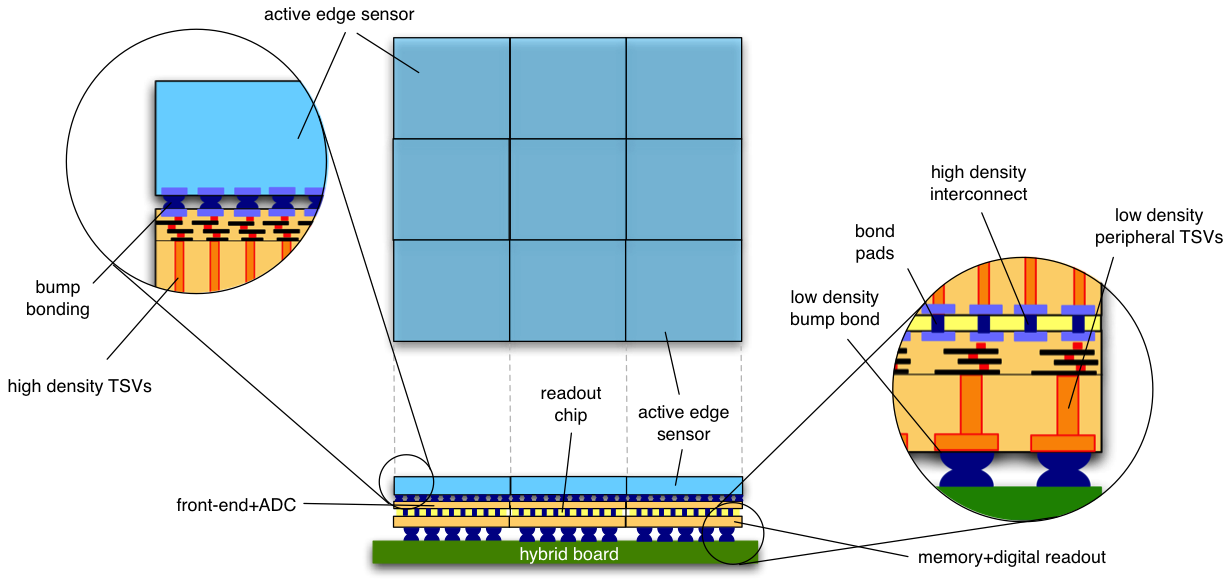 active edge sensor
high density
interconnect
low density
peripheral TSVs
bond
pads
low density
bump bond
bump
bonding
high density TSVs
readout
chip
active edge
sensor
front-end+ADC
hybrid board
memory+digital readout